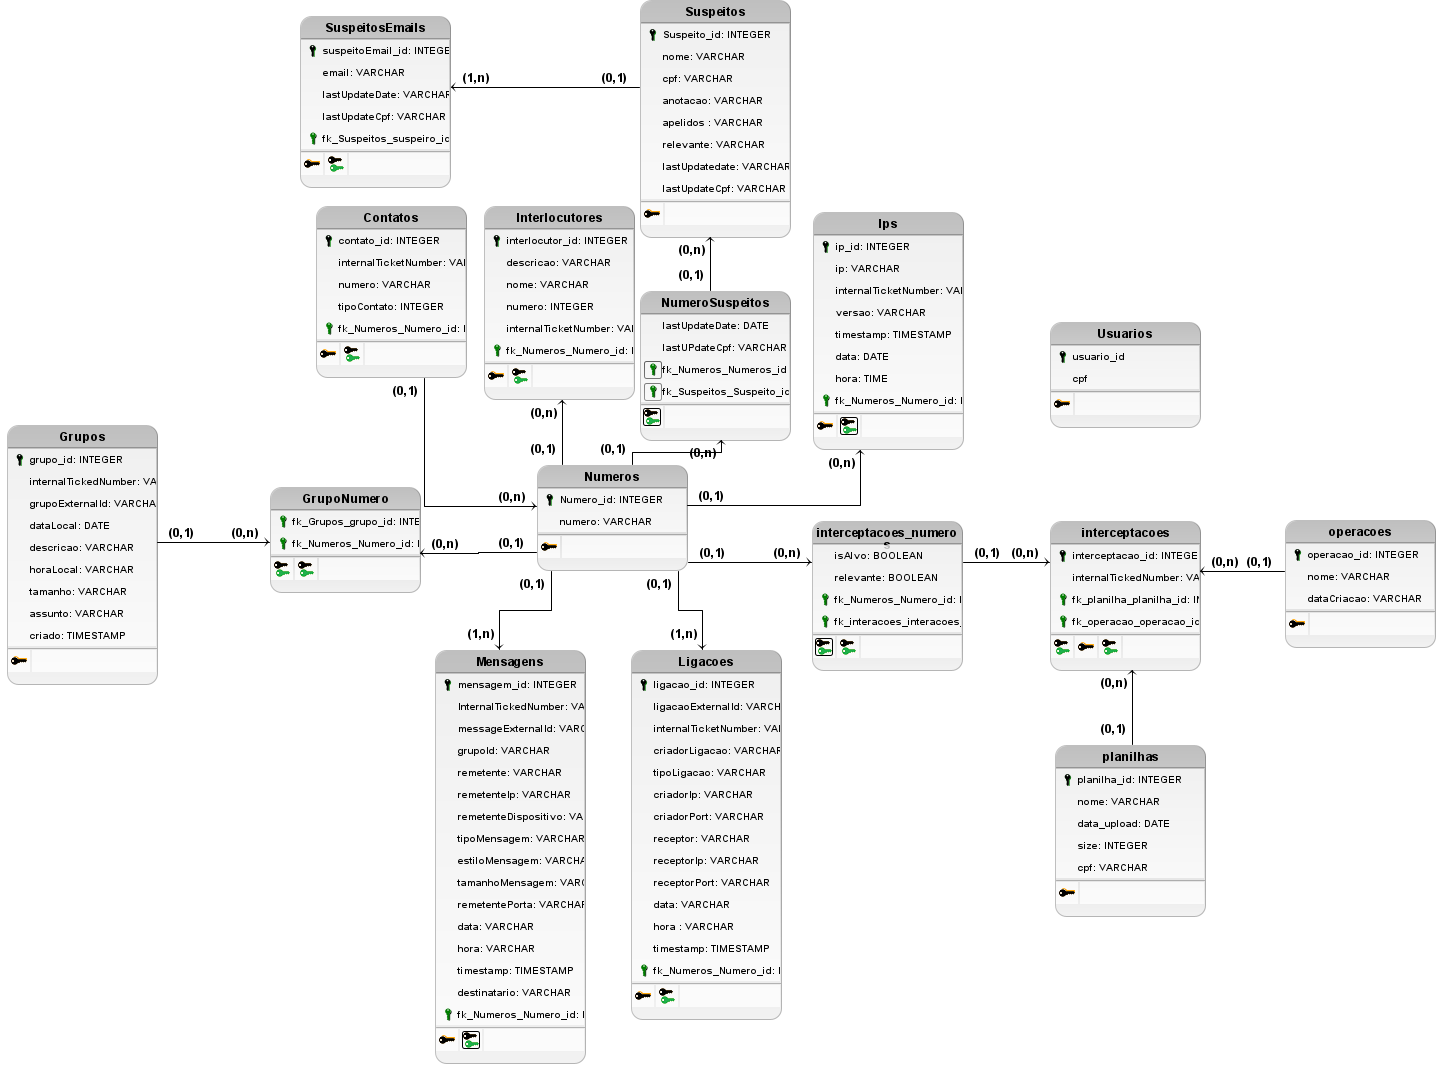 SuspeitosEmails
suspeitoEmail_id: INTEGE
email: VARCHAR
lastUpdateDate: VARCHAR
lastUpdateCpf: VARCHAR
fk_Suspeitos_suspeiro_id
(1,n)
(0,1)
Suspeitos
Suspeito_id: INTEGER
nome: VARCHAR
cpf: VARCHAR
anotacao: VARCHAR
apelidos : VARCHAR
relevante: VARCHAR
lastUpdatedate: VARCHAR
lastUpdateCpf: VARCHAR
(0,n)
(0,1)
Contatos
contato_id: INTEGER
internalTicketNumber: VAI
numero: VARCHAR
tipoContato: INTEGER
fk_Numeros_Numero_id: I
(0,1)
(0,n)
Interlocutores
interlocutor_id: INTEGER
descricao: VARCHAR
nome: VARCHAR
numero: INTEGER
internalTicketNumber: VAI
fk_Numeros_Numero_id: I
(0,n)
(0,1)
NumeroSuspeitos
lastUpdateDate: DATE
lastUPdateCpf: VARCHAR
fk_Numeros_Numeros_id
fk_Suspeitos_Suspeito_id
(0,1)
(0,n)
Ips
ip_id: INTEGER
ip: VARCHAR
internalTicketNumber: VAI
versao: VARCHAR
timestamp: TIMESTAMP
data: DATE
hora: TIME
fk_Numeros_Numero_id: I
(0,n)
(0,1)
Usuarios
usuario_id
cpf
Grupos
grupo_id: INTEGER
internalTickedNumber: VA
grupoExternalId: VARCHA
dataLocal: DATE
descricao: VARCHAR
horaLocal: VARCHAR
tamanho: VARCHAR
assunto: VARCHAR
criado: TIMESTAMP
(0,1)
(0,n)
GrupoNumero
fk_Grupos_grupo_id: INTE
fk_Numeros_Numero_id: I
(0,n)
(0,1)
Numeros
Numero_id: INTEGER
numero: VARCHAR
(0,1)
(0,n)
interceptacoes_numero
s
isAlvo: BOOLEAN
relevante: BOOLEAN
fk_Numeros_Numero_id: I
fk_interacoes_interacoes_
(0,1)
(0,n)
interceptacoes
interceptacao_id: INTEGE
internalTickedNumber: VA
fk_planilha_planilha_id: IN
fk_operacao_operacao_id
(0,n)
(0,1)
operacoes
operacao_id: INTEGER
nome: VARCHAR
dataCriacao: VARCHAR
(0,1)
(1,n)
(0,1)
(1,n)
Mensagens
mensagem_id: INTEGER
InternalTickedNumber: VA
messageExternalId: VARC
grupoId: VARCHAR
remetente: VARCHAR
remetenteIp: VARCHAR
remetenteDispositivo: VA
tipoMensagem: VARCHAR
estiloMensagem: VARCHA
tamanhoMensagem: VARC
remetentePorta: VARCHAR
data: VARCHAR
hora: VARCHAR
timestamp: TIMESTAMP
destinatario: VARCHAR
fk_Numeros_Numero_id: I
Ligacoes
ligacao_id: INTEGER
ligacaoExternalId: VARCH
internalTicketNumber: VAI
criadorLigacao: VARCHAR
tipoLigacao: VARCHAR
criadorIp: VARCHAR
criadorPort: VARCHAR
receptor: VARCHAR
receptorIp: VARCHAR
receptorPort: VARCHAR
data: VARCHAR
hora : VARCHAR
timestamp: TIMESTAMP
fk_Numeros_Numero_id: I
(0,n)
(0,1)
planilhas
planilha_id: INTEGER
nome: VARCHAR
data_upload: DATE
size: INTEGER
cpf: VARCHAR